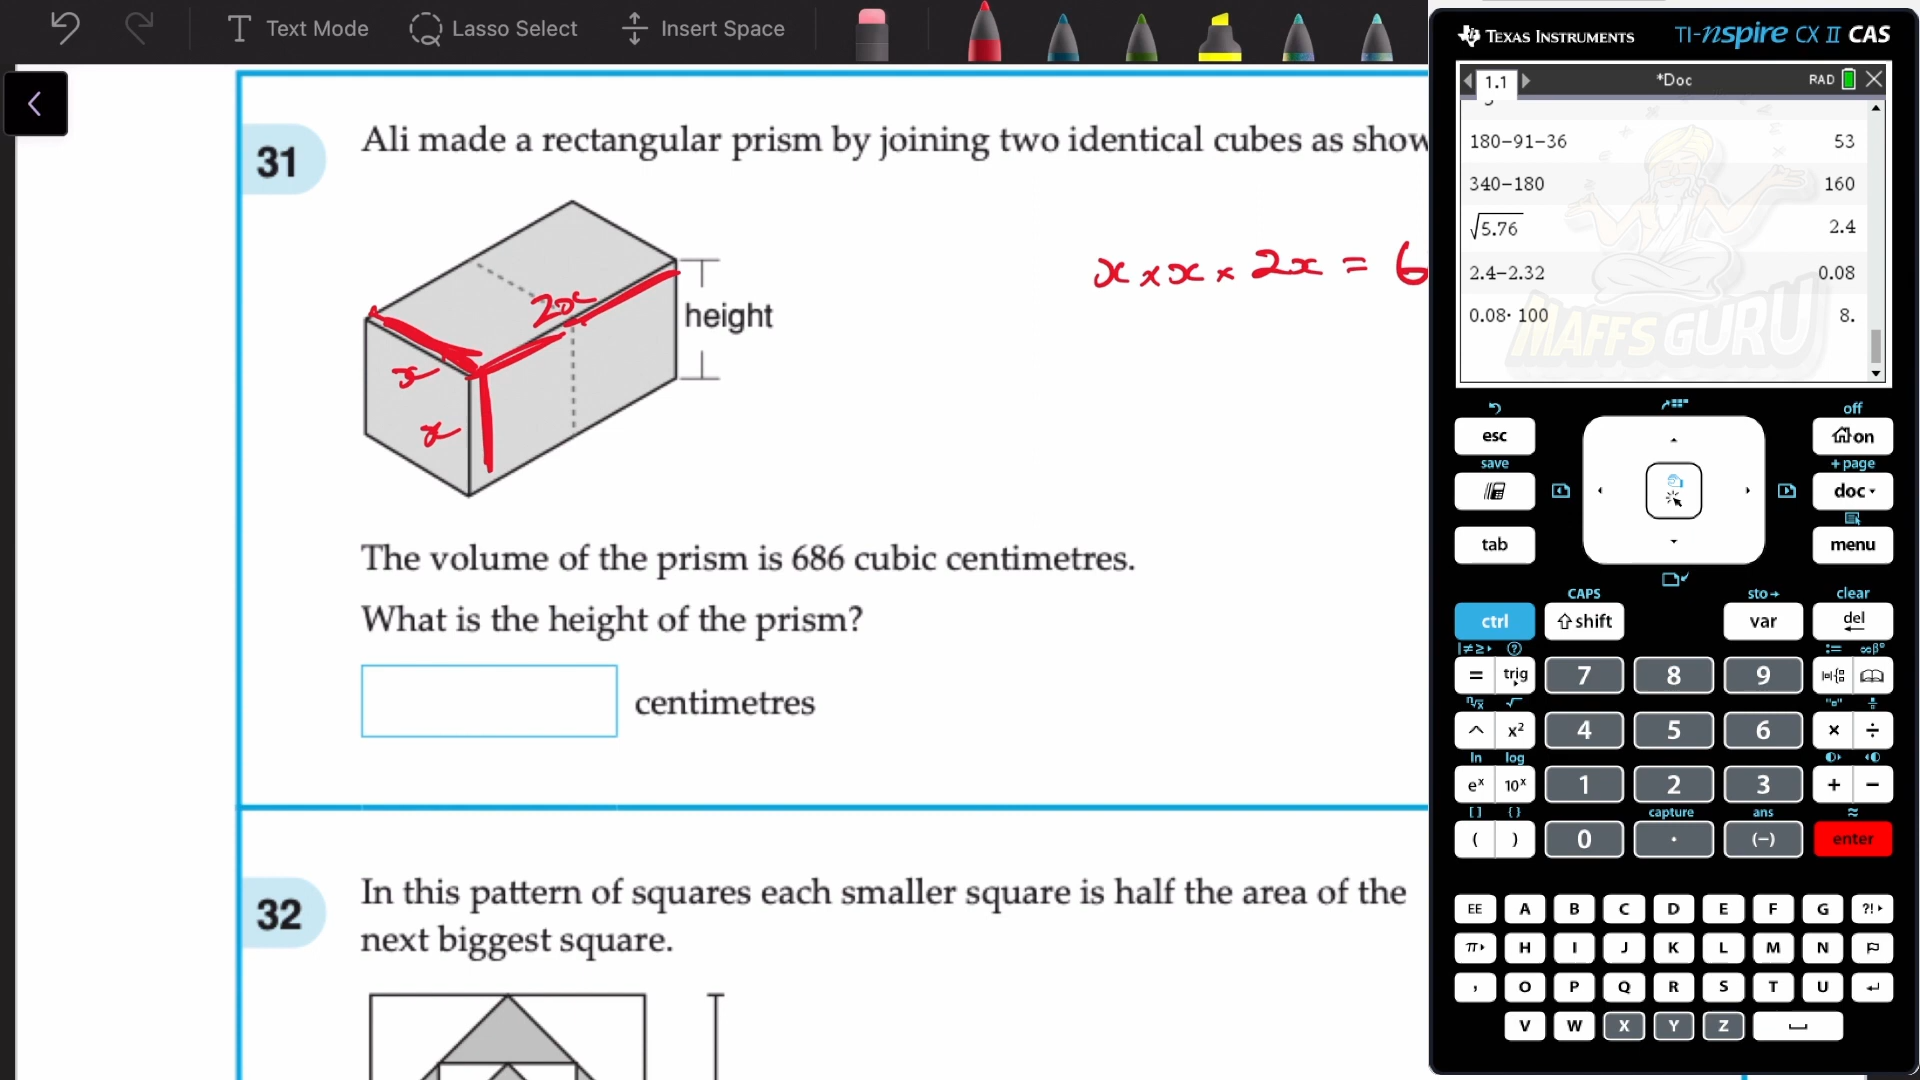 Text Mode
Lasso Select
Insert Space
31
Ali made a rectangular prism by joining two identical cubes as show
height
2x
x
x
x × x × 2x = 6
The volume of the prism is 686 cubic centimetres.
What is the height of the prism?
centimetres
32
In this pattern of squares each smaller square is half the area of the
next biggest square.
TEXAS INSTRUMENTS TI-nspire CX II CAS
1.1 *Doc RAD
180-91-36 53
340-180 160
√5.76 2.4
2.4-2.32 0.08
0.08·100 8.
MAFFS GURU
off
esc on
save + page
doc
tab menu
CAPS sto→ clear
ctrl shift var del
|≠≥▸ ? := ∞β°
= trig 7 8 9
ⁿ√x √
^ x² 4 5 6 × ÷
ln log
eˣ 10ˣ 1 2 3 + −
[ ] { } capture ans ≈
( ) 0 . (−) enter
EE A B C D E F G ?!▸
π▸ H I J K L M N
, O P Q R S T U
V W X Y Z